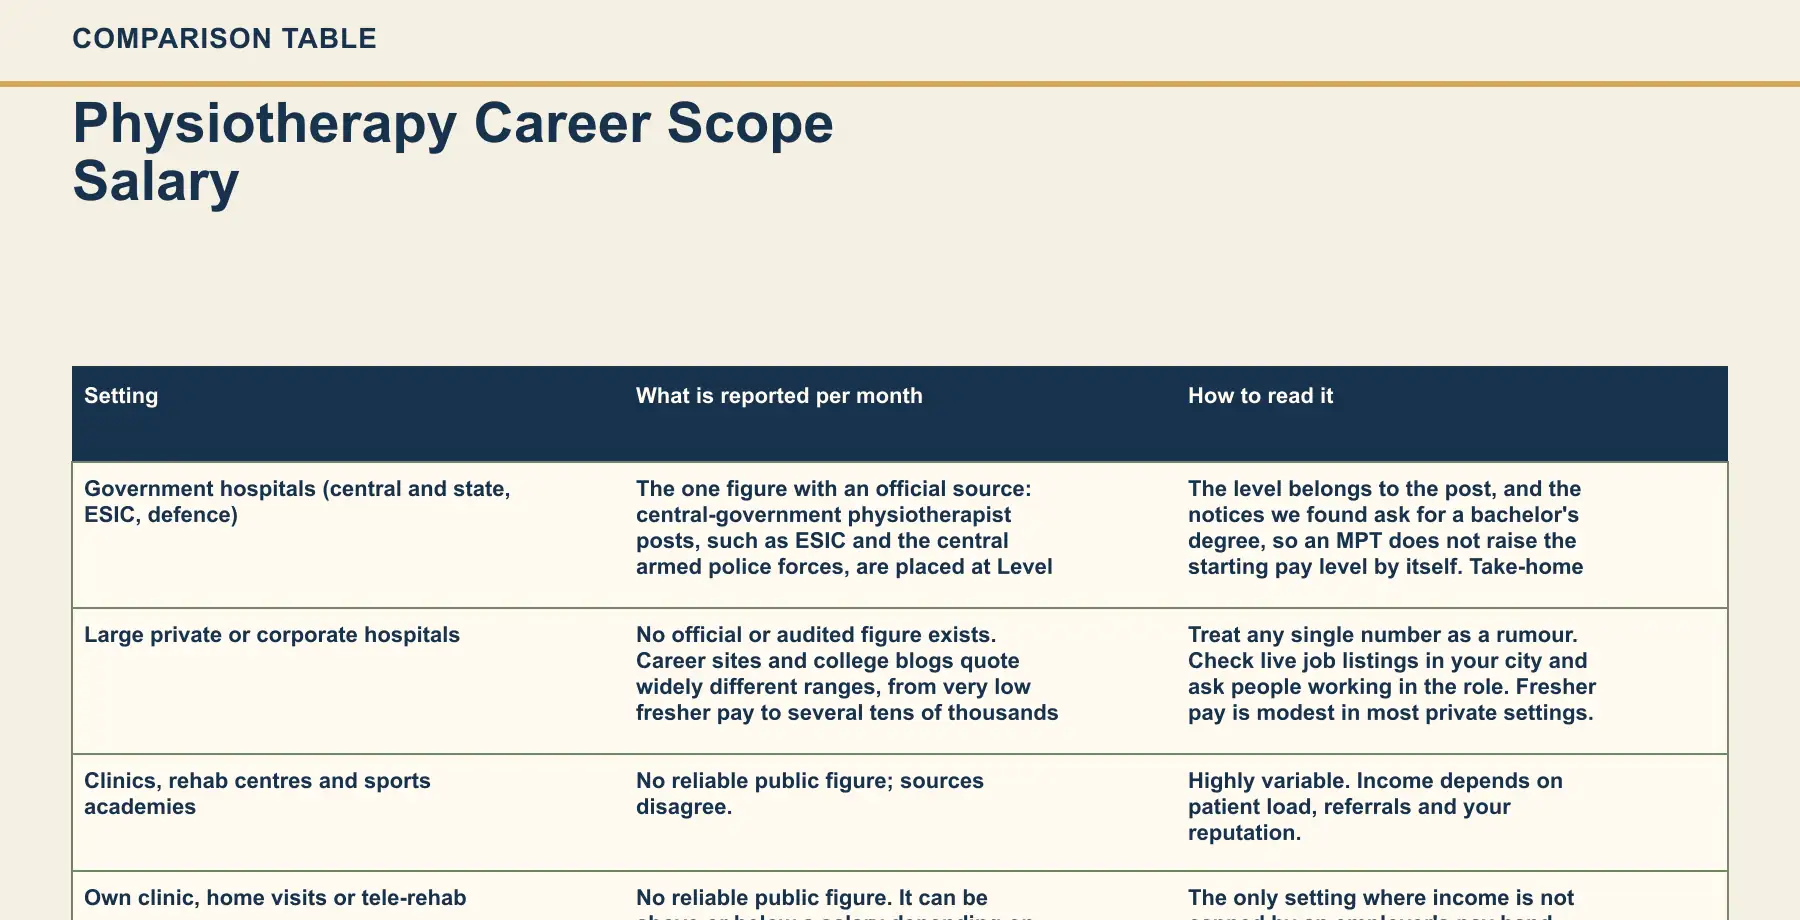 COMPARISON TABLE
Physiotherapy Career Scope
Salary
Setting
What is reported per month
How to read it
Government hospitals (central and state,
ESIC, defence)
The one figure with an official source:
central-government physiotherapist
posts, such as ESIC and the central
armed police forces, are placed at Level
The level belongs to the post, and the
notices we found ask for a bachelor's
degree, so an MPT does not raise the
starting pay level by itself. Take-home
Large private or corporate hospitals
No official or audited figure exists.
Career sites and college blogs quote
widely different ranges, from very low
fresher pay to several tens of thousands
Treat any single number as a rumour.
Check live job listings in your city and
ask people working in the role. Fresher
pay is modest in most private settings.
Clinics, rehab centres and sports
academies
No reliable public figure; sources
disagree.
Highly variable. Income depends on
patient load, referrals and your
reputation.
Own clinic, home visits or tele-rehab
No reliable public figure. It can be
The only setting where income is not